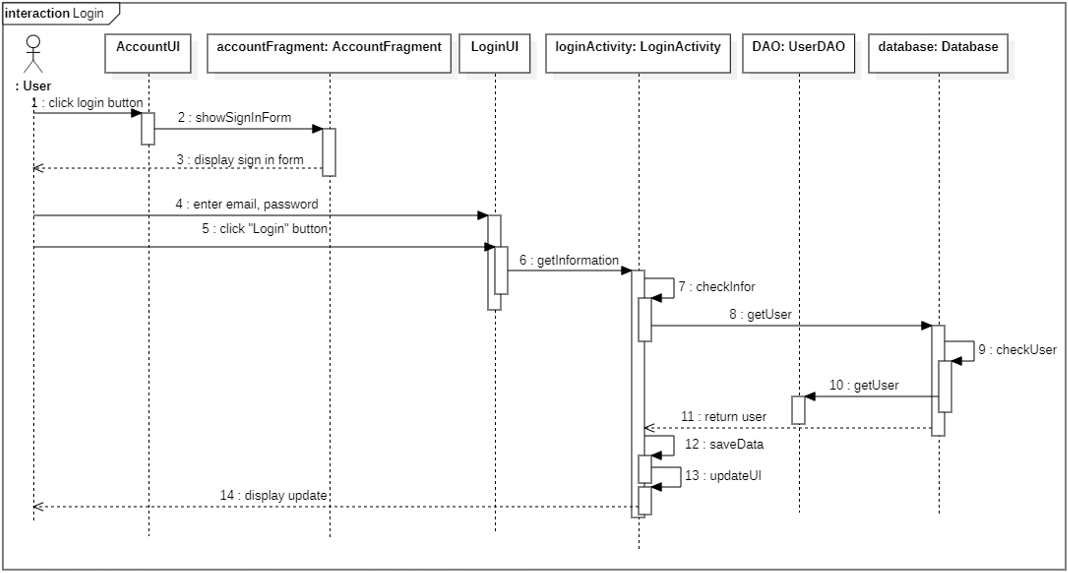 interaction Login
AccountUI
accountFragment: AccountFragment
LoginUI
loginActivity: LoginActivity
DAO: UserDAO
database: Database
: User
1 : click login button
2 : showSignInForm
3 : display sign in form
4 : enter email, password
5 : click "Login" button
6 : getInformation
7 : checkInfor
8 : getUser
9 : checkUser
10 : getUser
11 : return user
12 : saveData
13 : updateUI
14 : display update